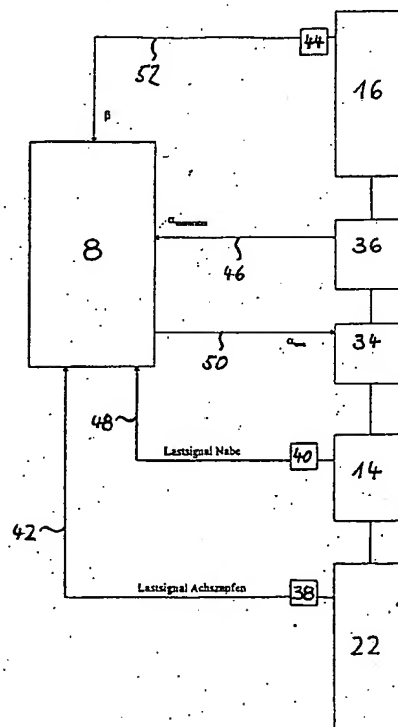 44
16
52
β
8
α
46
36
50
α
34
48
Lastsignal Nabe
40
14
42
Lastsignal Achszapfen
38
22